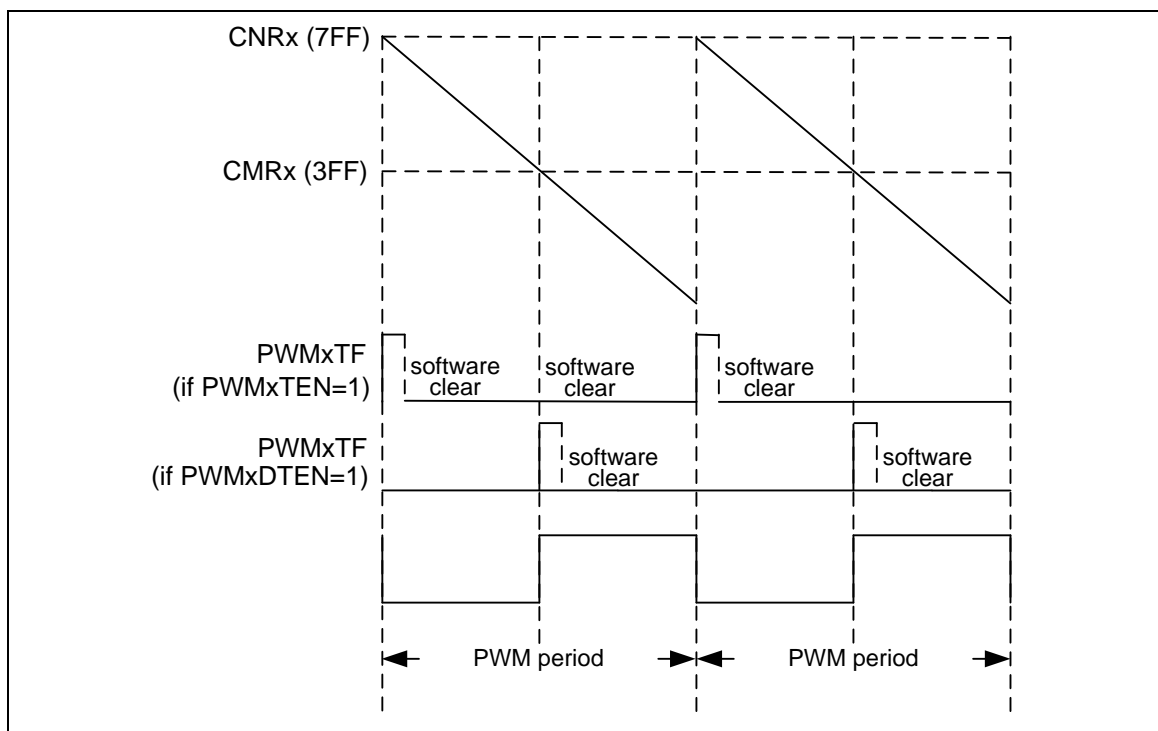 CNRx (7FF)
CMRx (3FF)
PWMxTF
(if PWMxTEN=1)
software
clear
software
clear
software
clear
PWMxTF
(if PWMxDTEN=1)
software
clear
software
clear
PWM period
PWM period